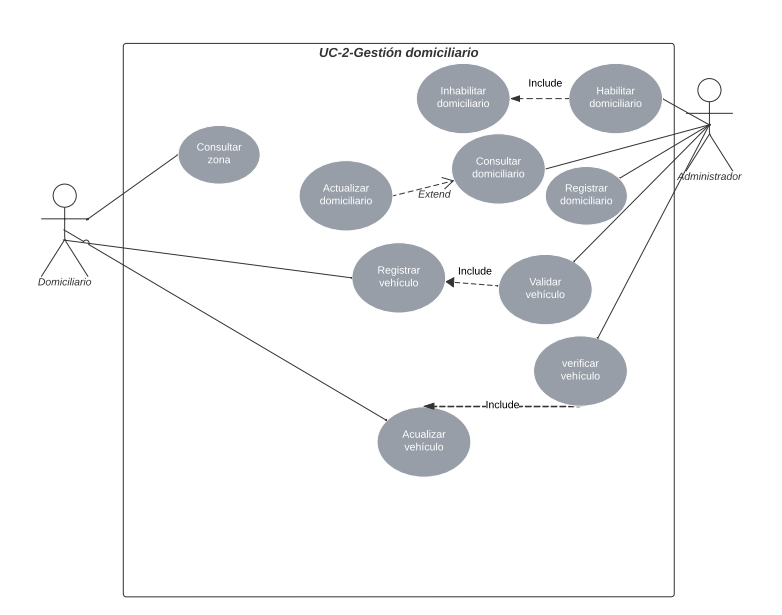 UC-2-Gestión domiciliario
Inhabilitar
domiciliario
Include
Habilitar
domiciliario
Consultar
zona
Consultar
domiciliario
Actualizar
domiciliario
Extend
Registrar
domiciliario
Administrador
Domiciliario
Registrar
vehículo
Include
Validar
vehículo
verificar
vehículo
Include
Acualizar
vehículo